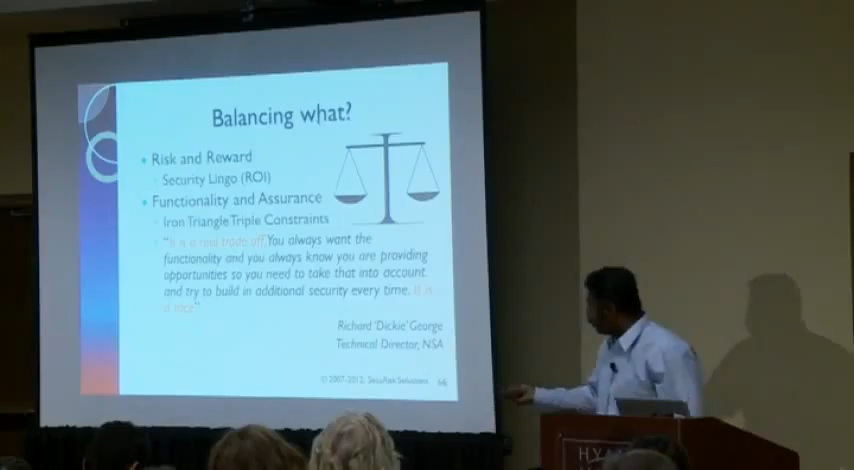 Balancing what?
Risk and Reward
Security Lingo (ROI)
Functionality and Assurance
Iron Triangle Triple Constraints
"It is a real trade off. You always want the
functionality and you always know you are providing
opportunities so you need to take that into account
and try to build in additional security every time. It is
a race"
Richard 'Dickie' George
Technical Director, NSA
© 2007-2012, SecuRisk Solutions 56
HYA